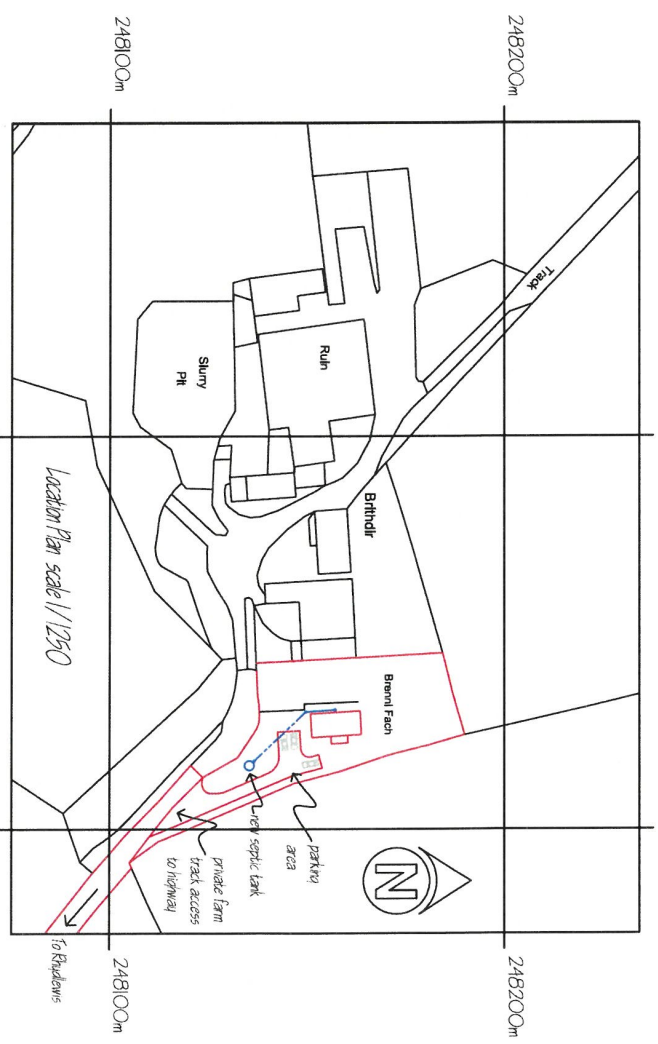 248200m
248200m
Track
Brithdir
Brenni Fach
N
Ruin
parking
area
new septic tank
private farm
track access
to highway
Slurry
Pit
248100m
248100m
Location Plan scale 1/1250
To Rhydlewis